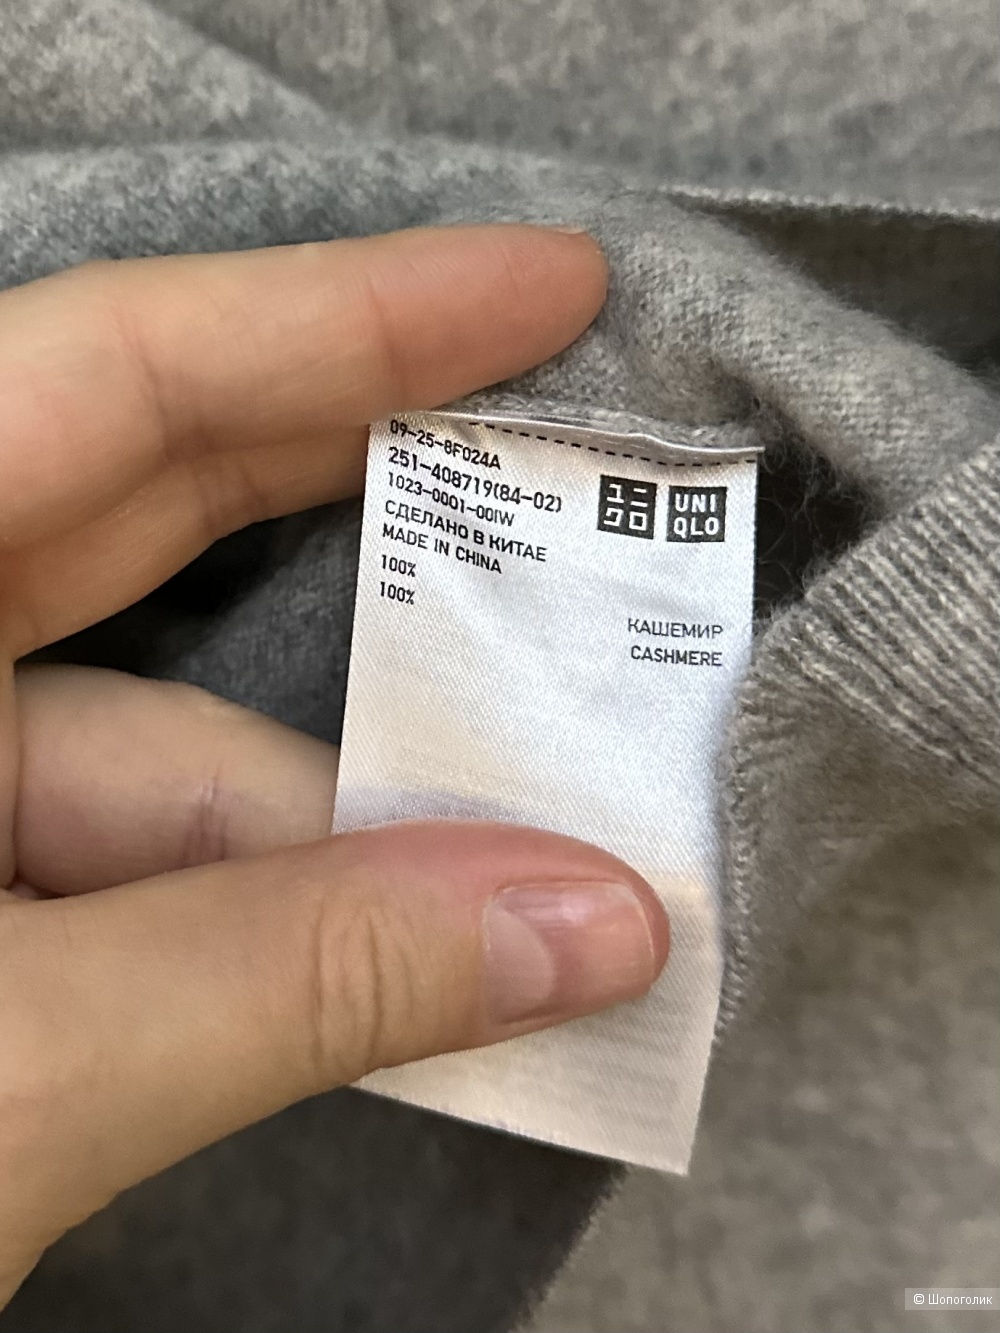 09-25-8F024A
251-408719(84-02)
1023-0001-001W
СДЕЛАНО В КИТАЕ
MADE IN CHINA
100%
100%
ユニ
クロ
UNI
QLO
КАШЕМИР
CASHMERE
© Шопоголик